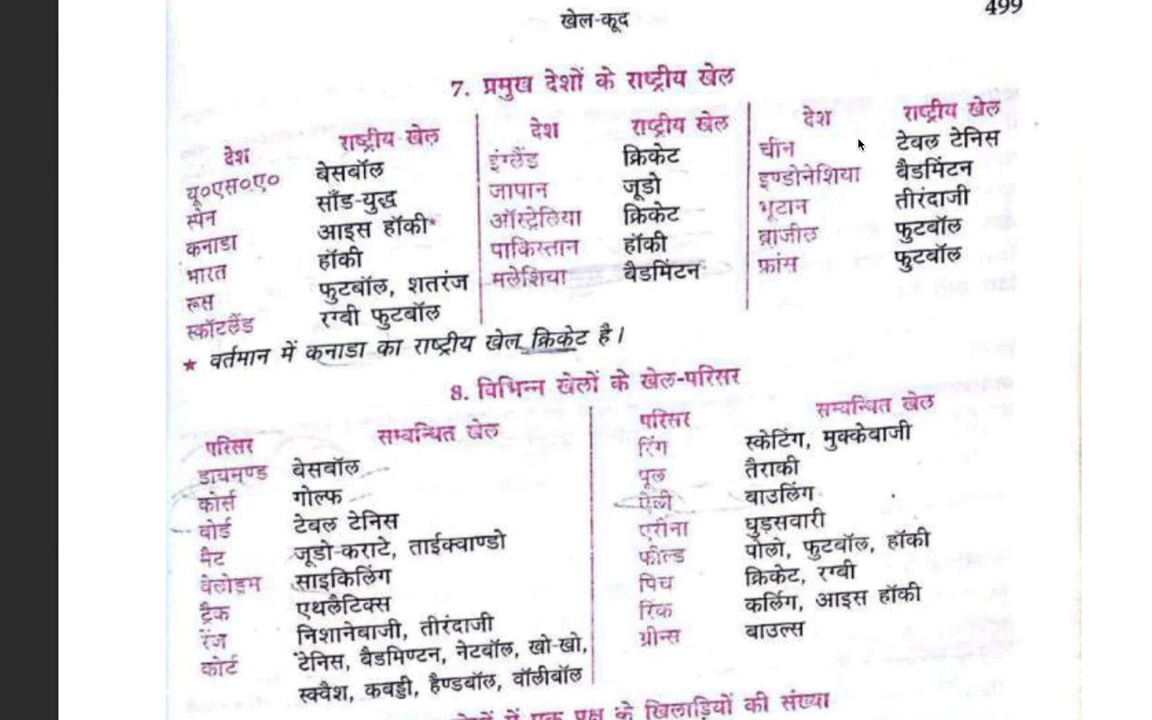 खेल-कूद
499
7. प्रमुख देशों के राष्ट्रीय खेल
देश राष्ट्रीय खेल
यू०एस०ए० बेसबॉल
स्पेन साँड-युद्ध
कनाडा आइस हॉकी*
भारत हॉकी
रूस फुटबॉल, शतरंज
स्कॉटलैंड रग्बी फुटबॉल
देश राष्ट्रीय खेल
इंग्लैंड क्रिकेट
जापान जूडो
ऑस्ट्रेलिया क्रिकेट
पाकिस्तान हॉकी
मलेशिया बैडमिंटन
देश राष्ट्रीय खेल
चीन टेबल टेनिस
इण्डोनेशिया बैडमिंटन
भूटान तीरंदाजी
ब्राजील फुटबॉल
फ्रांस फुटबॉल
★ वर्तमान में कनाडा का राष्ट्रीय खेल क्रिकेट है।
8. विभिन्न खेलों के खेल-परिसर
परिसर सम्बन्धित खेल
डायमण्ड बेसबॉल
कोर्स गोल्फ
बोर्ड टेबल टेनिस
मैट जूडो-कराटे, ताईक्वाण्डो
वेलोड्रम साइकिलिंग
ट्रैक एथलैटिक्स
रेंज निशानेबाजी, तीरंदाजी
कोर्ट टेनिस, बैडमिण्टन, नेटबॉल, खो-खो,
स्क्वैश, कबड्डी, हैण्डबॉल, वॉलीबॉल
परिसर सम्बन्धित खेल
रिंग स्केटिंग, मुक्केबाजी
पूल तैराकी
ऐली बाउलिंग
एरीना घुड़सवारी
फील्ड पोलो, फुटबॉल, हॉकी
पिच क्रिकेट, रग्बी
रिंक कर्लिंग, आइस हॉकी
ग्रीन्स बाउल्स
में एक पक्ष के खिलाड़ियों की संख्या